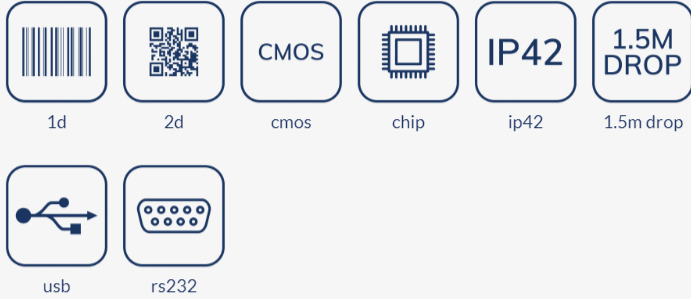 CMOS
IP42
1.5M
DROP
1d
2d
cmos
chip
ip42
1.5m drop
usb
rs232